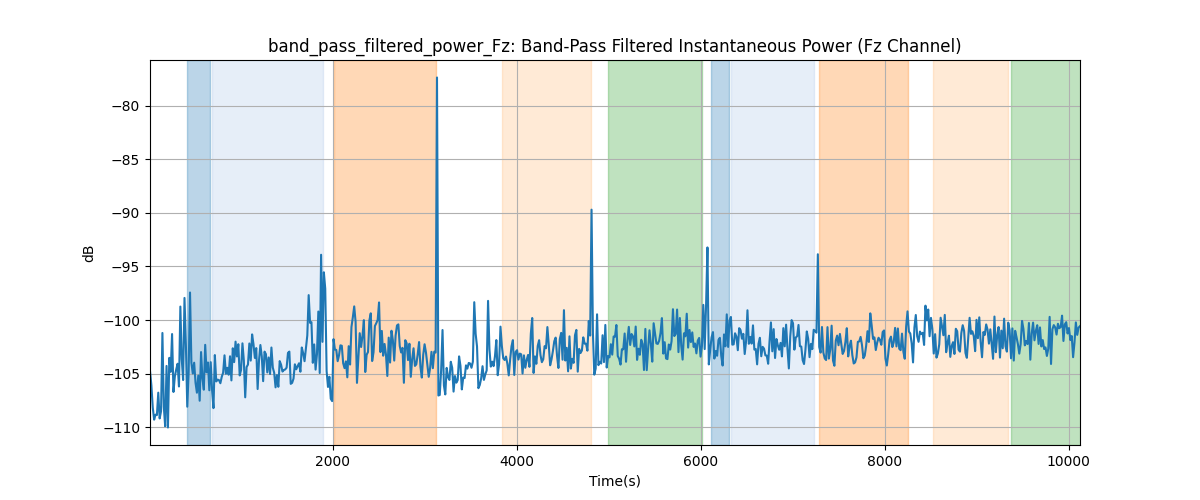 band_pass_filtered_power_Fz: Band-Pass Filtered Instantaneous Power (Fz Channel)
−80
−85
−90
−95
−100
−105
−110
dB
2000 4000 6000 8000 10000
Time(s)